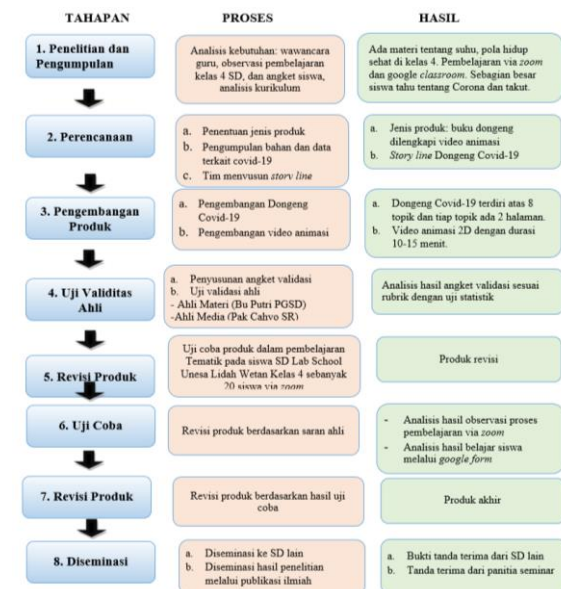 TAHAPAN
PROSES
HASIL
1. Penelitian dan
Pengumpulan
Analisis kebutuhan: wawancara
guru, observasi pembelajaran
kelas 4 SD, dan angket siswa,
analisis kurikulum
Ada materi tentang suhu, pola hidup
sehat di kelas 4. Pembelajaran via zoom
dan google classroom. Sebagian besar
siswa tahu tentang Corona dan takut.
2. Perencanaan
a. Penentuan jenis produk
b. Pengumpulan bahan dan data
terkait covid-19
c. Tim menyusun story line
a. Jenis produk: buku dongeng
dilengkapi video animasi
b. Story line Dongeng Covid-19
3. Pengembangan
Produk
a. Pengembangan Dongeng
Covid-19
b. Pengembangan video animasi
a. Dongeng Covid-19 terdiri atas 8
topik dan tiap topik ada 2 halaman.
b. Video animasi 2D dengan durasi
10-15 menit.
4. Uji Validitas
Ahli
a. Penyusunan angket validasi
b. Uji validasi ahli
- Ahli Materi (Bu Putri PGSD)
-Ahli Media (Pak Cahyo SR)
Analisis hasil angket validasi sesuai
rubrik dengan uji statistik
5. Revisi Produk
Uji coba produk dalam pembelajaran
Tematik pada siswa SD Lab School
Unesa Lidah Wetan Kelas 4 sebanyak
20 siswa via zoom
Produk revisi
6. Uji Coba
Revisi produk berdasarkan saran ahli
- Analisis hasil observasi proses
pembelajaran via zoom
- Analisis hasil belajar siswa
melalui google form
7. Revisi Produk
Revisi produk berdasarkan hasil uji
coba
Produk akhir
8. Diseminasi
a. Diseminasi ke SD lain
b. Diseminasi hasil penelitian
melalui publikasi ilmiah
a. Bukti tanda terima dari SD lain
b. Tanda terima dari panitia seminar